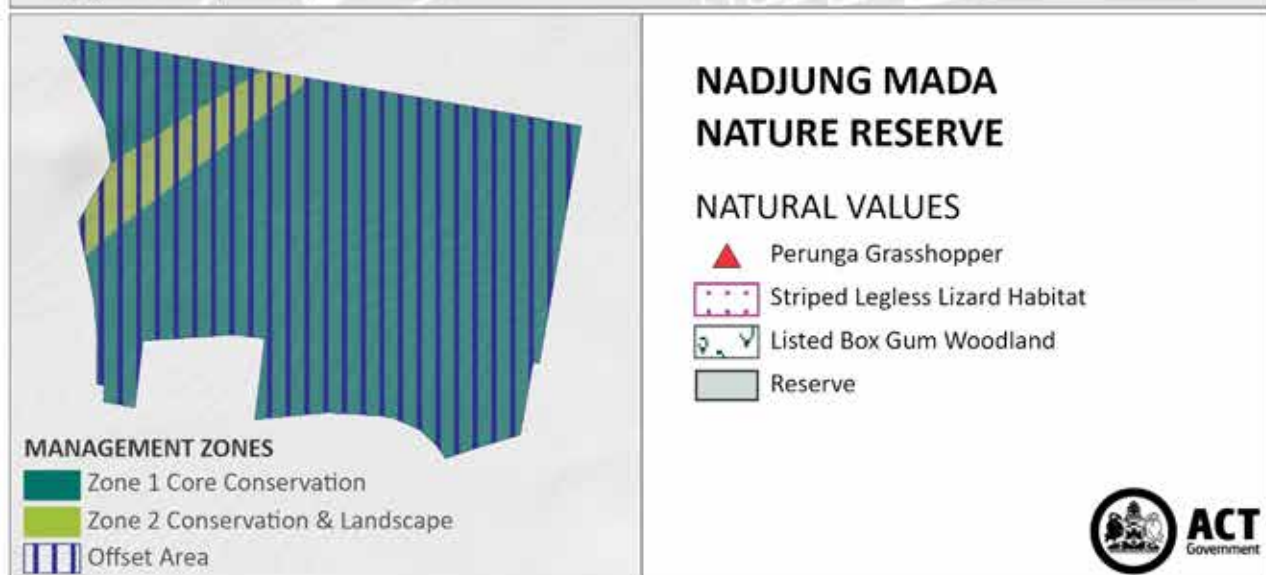 MANAGEMENT ZONES
Zone 1 Core Conservation
Zone 2 Conservation & Landscape
Offset Area
NADJUNG MADA
NATURE RESERVE
NATURAL VALUES
Perunga Grasshopper
Striped Legless Lizard Habitat
Listed Box Gum Woodland
Reserve
ACT
Government